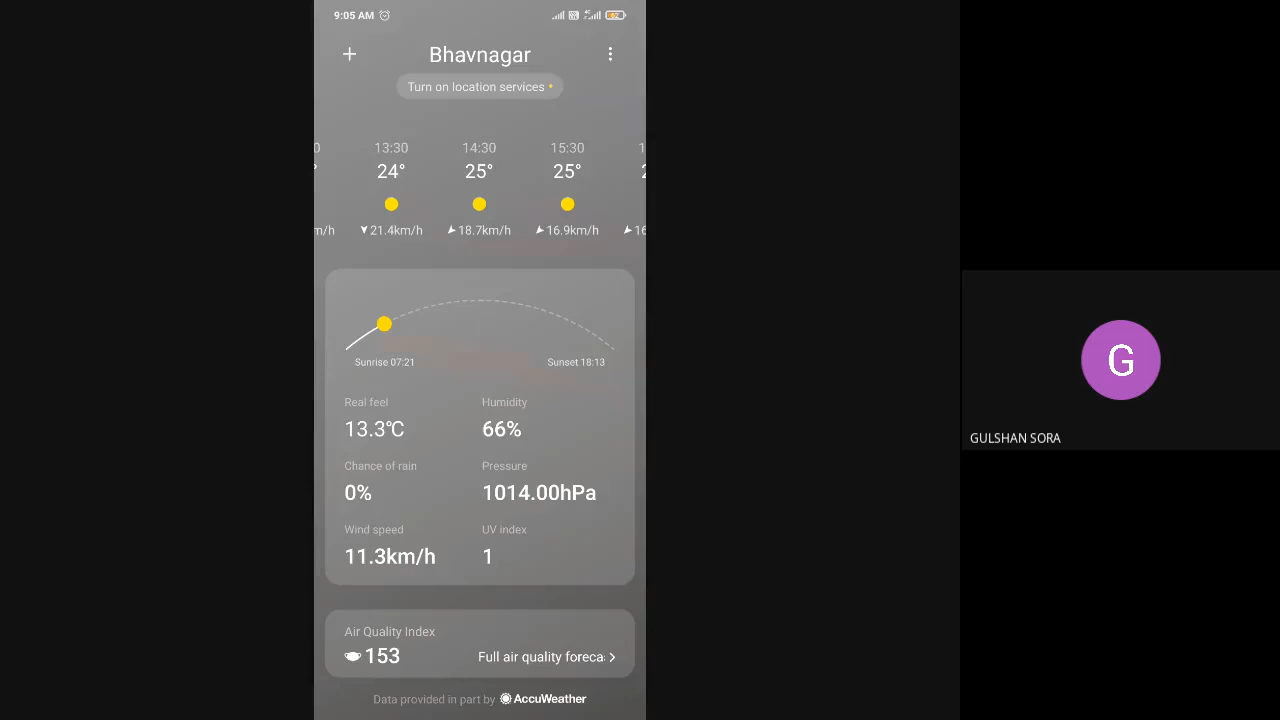 9:05 AM
Bhavnagar
Turn on location services
13:30 14:30 15:30
24° 25° 25°
m/h 21.4km/h 18.7km/h 16.9km/h 16
Sunrise 07:21 Sunset 18:13
Real feel Humidity
13.3℃ 66%
Chance of rain Pressure
0% 1014.00hPa
Wind speed UV index
11.3km/h 1
Air Quality Index
153 Full air quality foreca
Data provided in part by AccuWeather
G
GULSHAN SORA